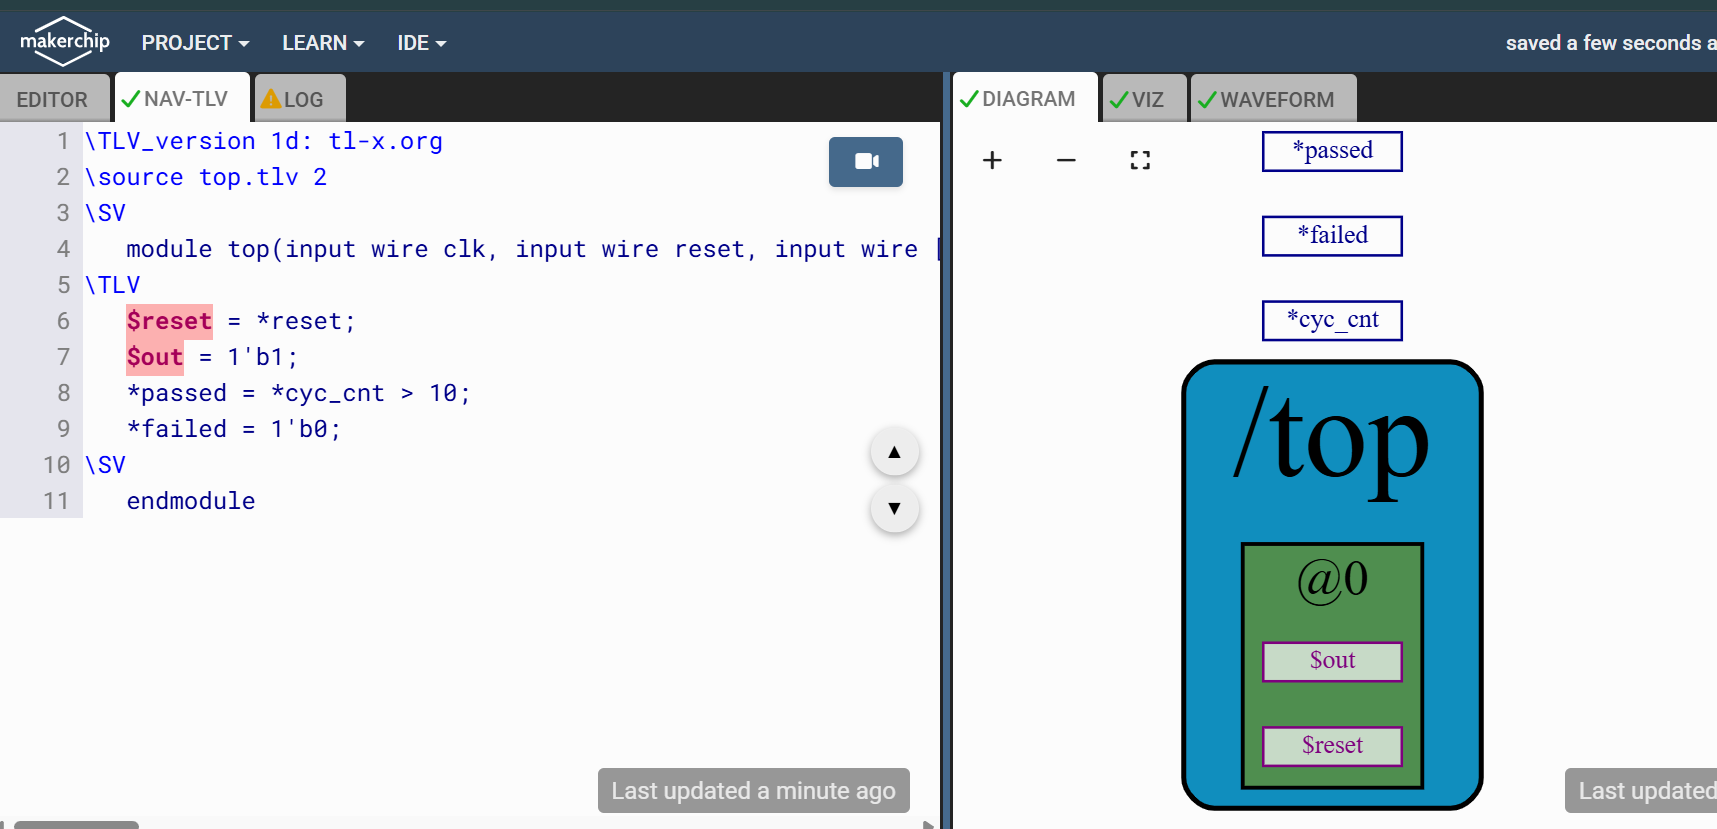 makerchip PROJECT LEARN IDE saved a few seconds a
EDITOR NAV-TLV LOG
1 \TLV_version 1d: tl-x.org
2 \source top.tlv 2
3 \SV
4 module top(input wire clk, input wire reset, input wire [
5 \TLV
6 $reset = *reset;
7 $out = 1'b1;
8 *passed = *cyc_cnt > 10;
9 *failed = 1'b0;
10 \SV
11 endmodule
Last updated a minute ago
DIAGRAM VIZ WAVEFORM
*passed
*failed
*cyc_cnt
/top
@0
$out
$reset
Last updated